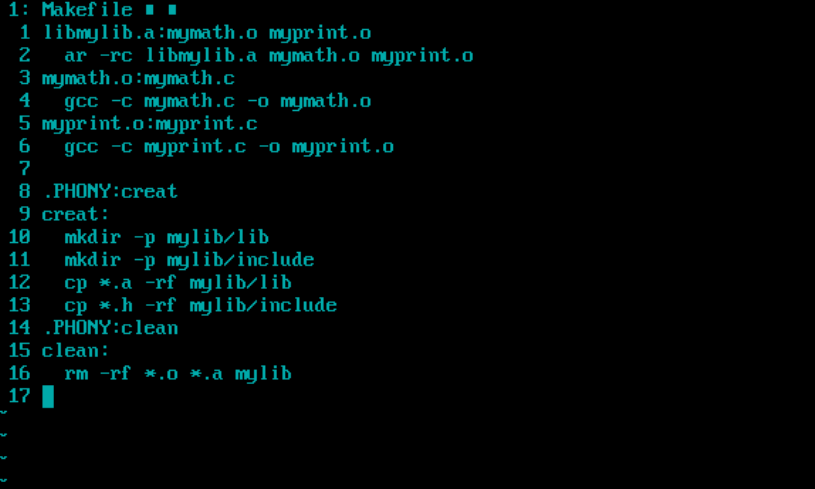 1: Makefile
1 libmylib.a:mymath.o myprint.o
2   ar -rc libmylib.a mymath.o myprint.o
3 mymath.o:mymath.c
4   gcc -c mymath.c -o mymath.o
5 myprint.o:myprint.c
6   gcc -c myprint.c -o myprint.o
7
8 .PHONY:creat
9 creat:
10   mkdir -p mylib/lib
11   mkdir -p mylib/include
12   cp *.a -rf mylib/lib
13   cp *.h -rf mylib/include
14 .PHONY:clean
15 clean:
16   rm -rf *.o *.a mylib
17
~
~
~
~